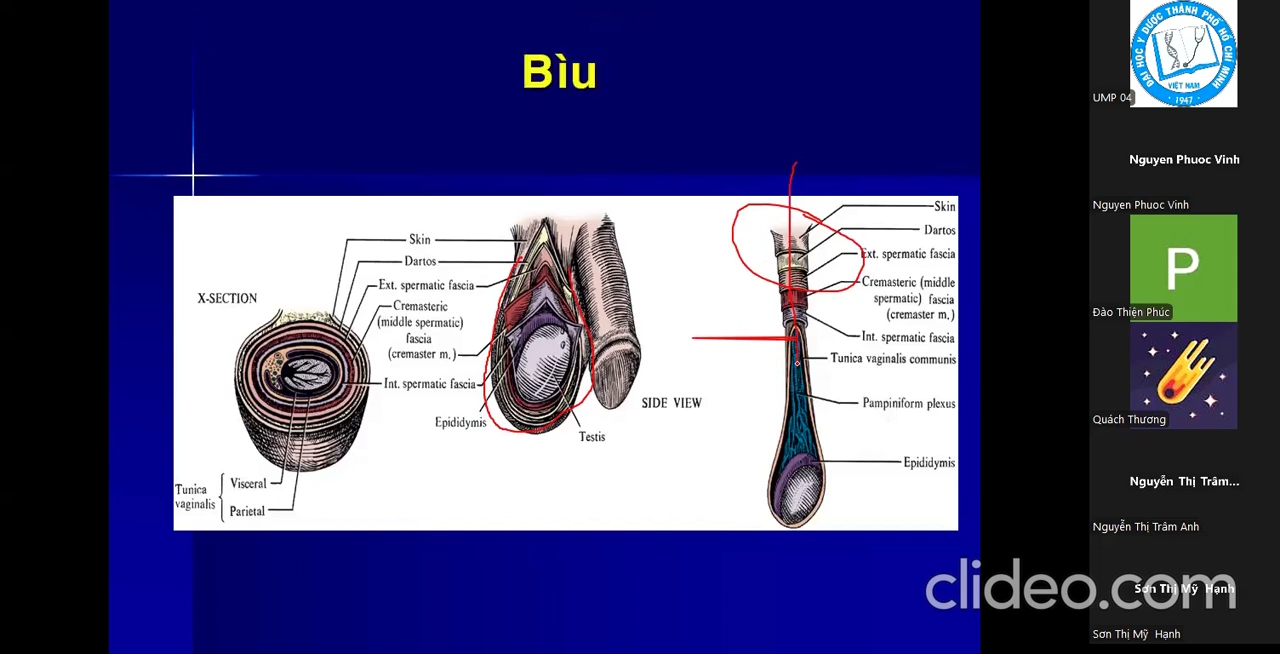 Bìu
X-SECTION
Skin
Dartos
Ext. spermatic fascia
Cremasteric
(middle spermatic)
fascia
(cremaster m.)
Int. spermatic fascia
Epididymis
Tunica
vaginalis
Visceral
Parietal
Testis
SIDE VIEW
Skin
Dartos
Ext. spermatic fascia
Cremasteric (middle
spermatic) fascia
(cremaster m.)
Int. spermatic fascia
Tunica vaginalis communis
Pampiniform plexus
Epididymis
clideo.com
ĐẠI HỌC Y DƯỢC THÀNH PHỐ HỒ CHÍ MINH
VIỆT NAM
1947
UMP 04
Nguyen Phuoc Vinh
Nguyen Phuoc Vinh
P
Đào Thiện Phúc
Quách Thương
Nguyễn Thị Trâm...
Nguyễn Thị Trâm Anh
Sơn Thị Mỹ Hạnh
Sơn Thị Mỹ Hạnh